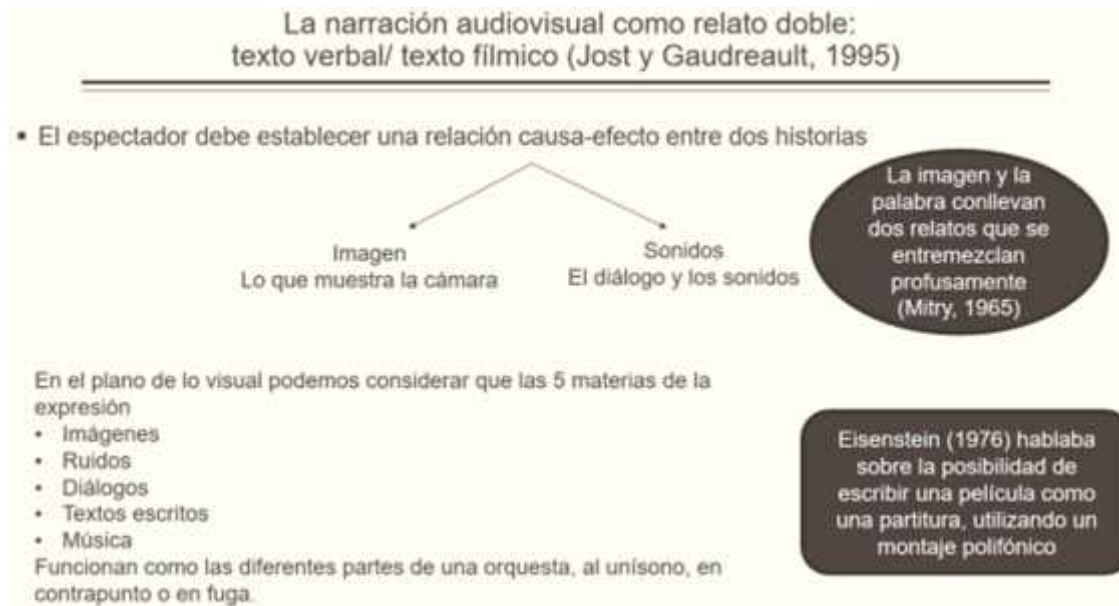 La narración audiovisual como relato doble:
texto verbal/ texto fílmico (Jost y Gaudreault, 1995)
▪ El espectador debe establecer una relación causa-efecto entre dos historias
Imagen
Lo que muestra la cámara
Sonidos
El diálogo y los sonidos
La imagen y la
palabra conllevan
dos relatos que se
entremezclan
profusamente
(Mitry, 1965)
En el plano de lo visual podemos considerar que las 5 materias de la
expresión
• Imágenes
• Ruidos
• Diálogos
• Textos escritos
• Música
Funcionan como las diferentes partes de una orquesta, al unísono, en
contrapunto o en fuga.
Eisenstein (1976) hablaba
sobre la posibilidad de
escribir una película como
una partitura, utilizando un
montaje polifónico